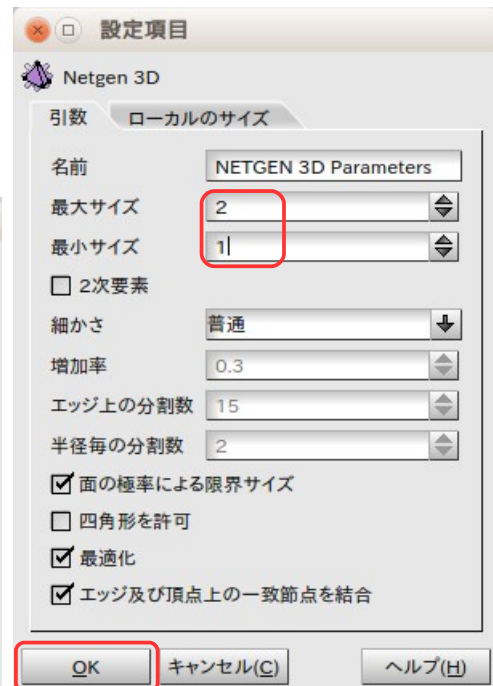 設定項目
Netgen 3D
引数 ローカルのサイズ
名前 NETGEN 3D Parameters
最大サイズ 2
最小サイズ 1
2次要素
細かさ 普通
増加率 0.3
エッジ上の分割数 15
半径毎の分割数 2
面の極率による限界サイズ
四角形を許可
最適化
エッジ及び頂点上の一致節点を結合
OK キャンセル(C) ヘルプ(H)